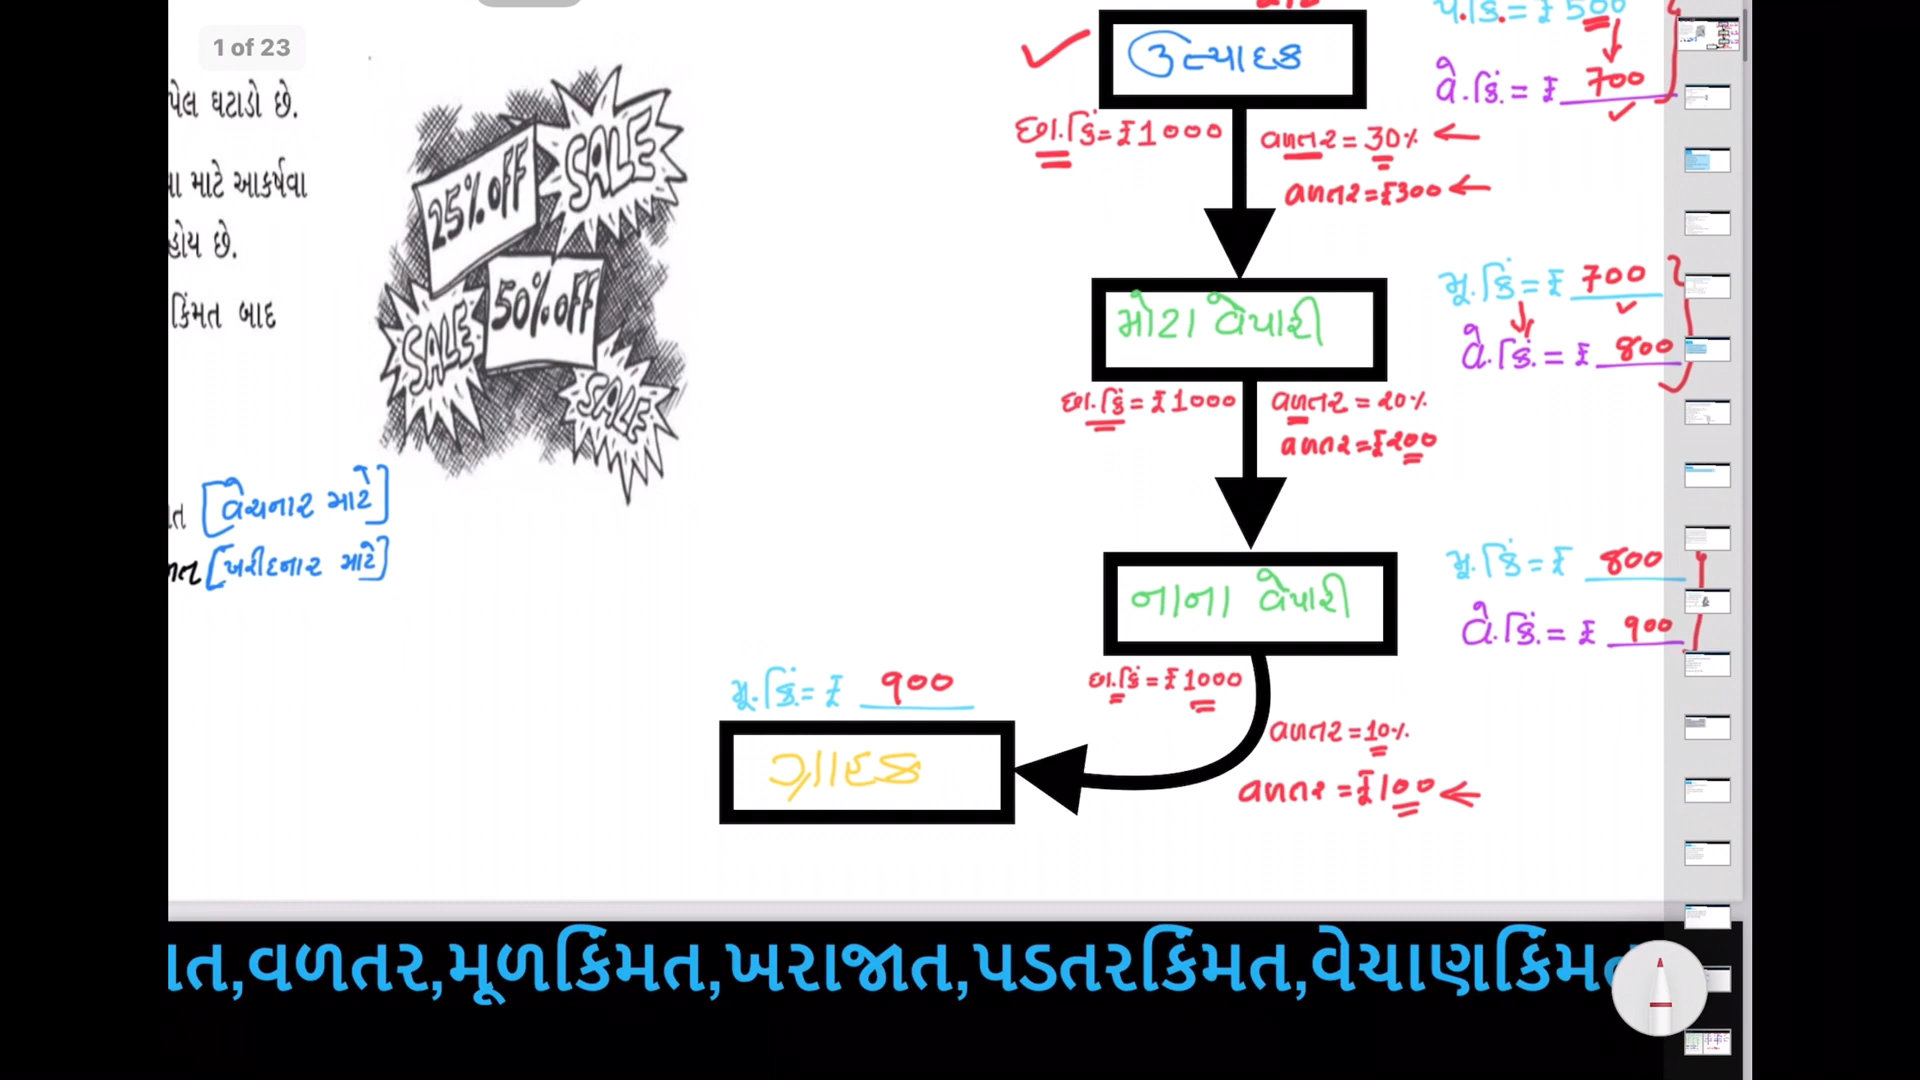 1 of 23
પેલ ઘટાડો છે.
યા માટે આકર્ષવા
હોય છે.
કિંમત બાદ
25% OFF
SALE
50% OFF
SALE
SALE
[વેચનાર માટે]
[ખરીદનાર માટે]
ઉત્પાદક
પ.કિં.= ₹ 500
વે.કિં. = ₹ 700
છા.કિં= ₹1000
વળતર = 30%
વળતર = ₹300
મોટા વેપારી
મૂ.કિં= ₹ 700
વે.કિં. = ₹ 800
છા.કિં = ₹1000
વળતર = 20%
વળતર = ₹200
નાના વેપારી
મૂ.કિં= ₹ 800
વે.કિં. = ₹ 900
છા.કિં = ₹1000
વળતર = 10%
વળતર = ₹100
મૂ.કિં.= ₹ 900
ગ્રાહક
મત,વળતર,મૂળકિંમત,ખરાજાત,પડતરકિંમત,વેચાણકિંમત